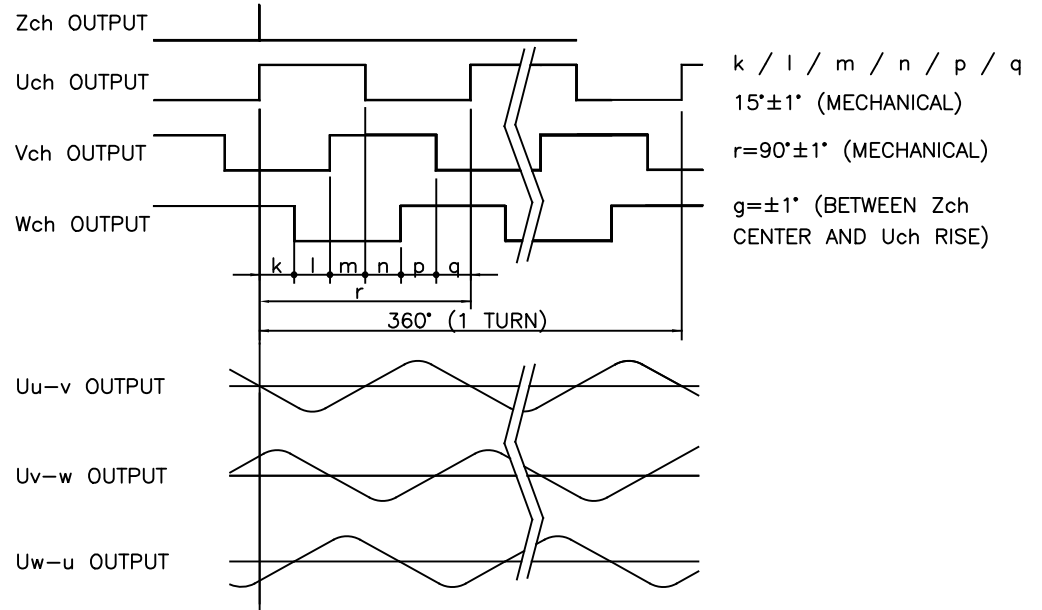 Zch OUTPUT
Uch OUTPUT
Vch OUTPUT
Wch OUTPUT
k l m n p q
r
360° (1 TURN)
k / l / m / n / p / q
15°±1° (MECHANICAL)
r=90°±1° (MECHANICAL)
g=±1° (BETWEEN Zch
CENTER AND Uch RISE)
Uu-v OUTPUT
Uv-w OUTPUT
Uw-u OUTPUT